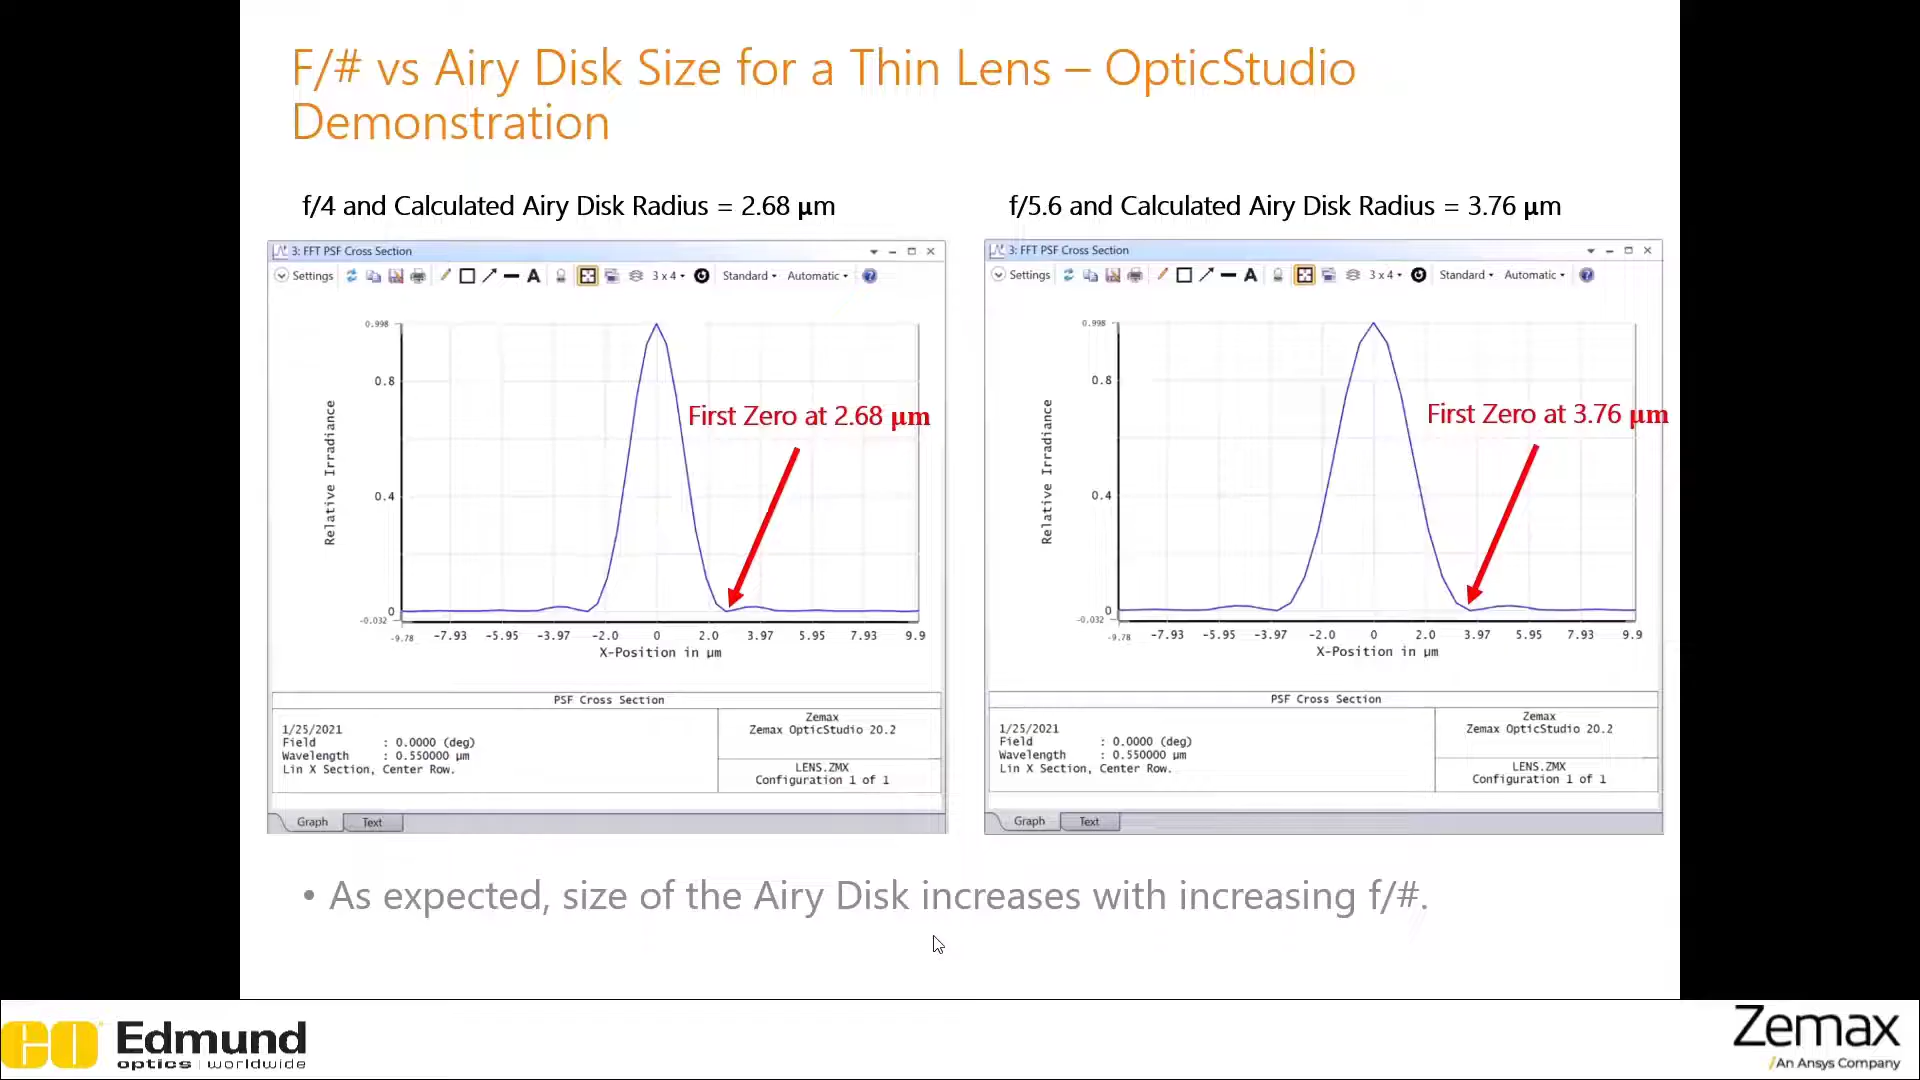 F/# vs Airy Disk Size for a Thin Lens – OpticStudio
Demonstration
f/4 and Calculated Airy Disk Radius = 2.68 µm
3: FFT PSF Cross Section
Settings
3 x 4
Standard
Automatic
0.998
0.8
0.4
0
-0.032
Relative Irradiance
First Zero at 2.68 µm
-9.78 -7.93 -5.95 -3.97 -2.0 0 2.0 3.97 5.95 7.93 9.9
X-Position in µm
PSF Cross Section
1/25/2021
Field : 0.0000 (deg)
Wavelength : 0.550000 µm
Lin X Section, Center Row.
Zemax
Zemax OpticStudio 20.2
LENS.ZMX
Configuration 1 of 1
Graph Text
f/5.6 and Calculated Airy Disk Radius = 3.76 µm
3: FFT PSF Cross Section
Settings
3 x 4
Standard
Automatic
0.998
0.8
0.4
0
-0.032
Relative Irradiance
First Zero at 3.76 µm
-9.78 -7.93 -5.95 -3.97 -2.0 0 2.0 3.97 5.95 7.93 9.9
X-Position in µm
PSF Cross Section
1/25/2021
Field : 0.0000 (deg)
Wavelength : 0.550000 µm
Lin X Section, Center Row.
Zemax
Zemax OpticStudio 20.2
LENS.ZMX
Configuration 1 of 1
Graph Text
• As expected, size of the Airy Disk increases with increasing f/#.
EO Edmund
optics | worldwide
Zemax
/An Ansys Company